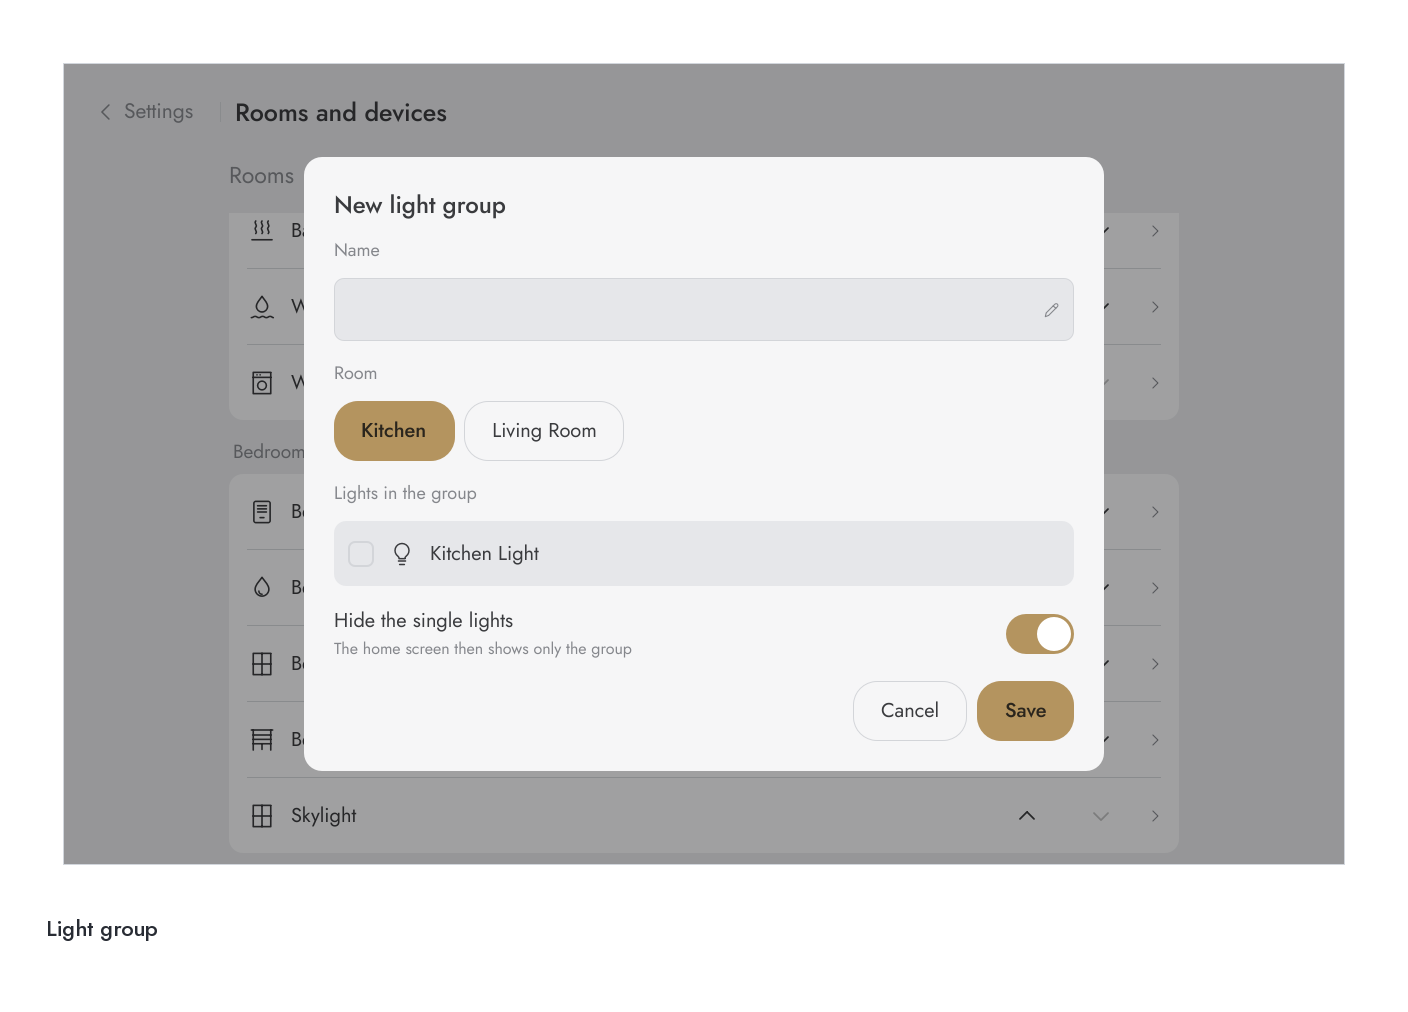 Settings
Rooms and devices
Rooms
New light group
Name
Room
Kitchen
Living Room
Lights in the group
Kitchen Light
Hide the single lights
The home screen then shows only the group
Cancel
Save
Bedroom
Skylight
Light group